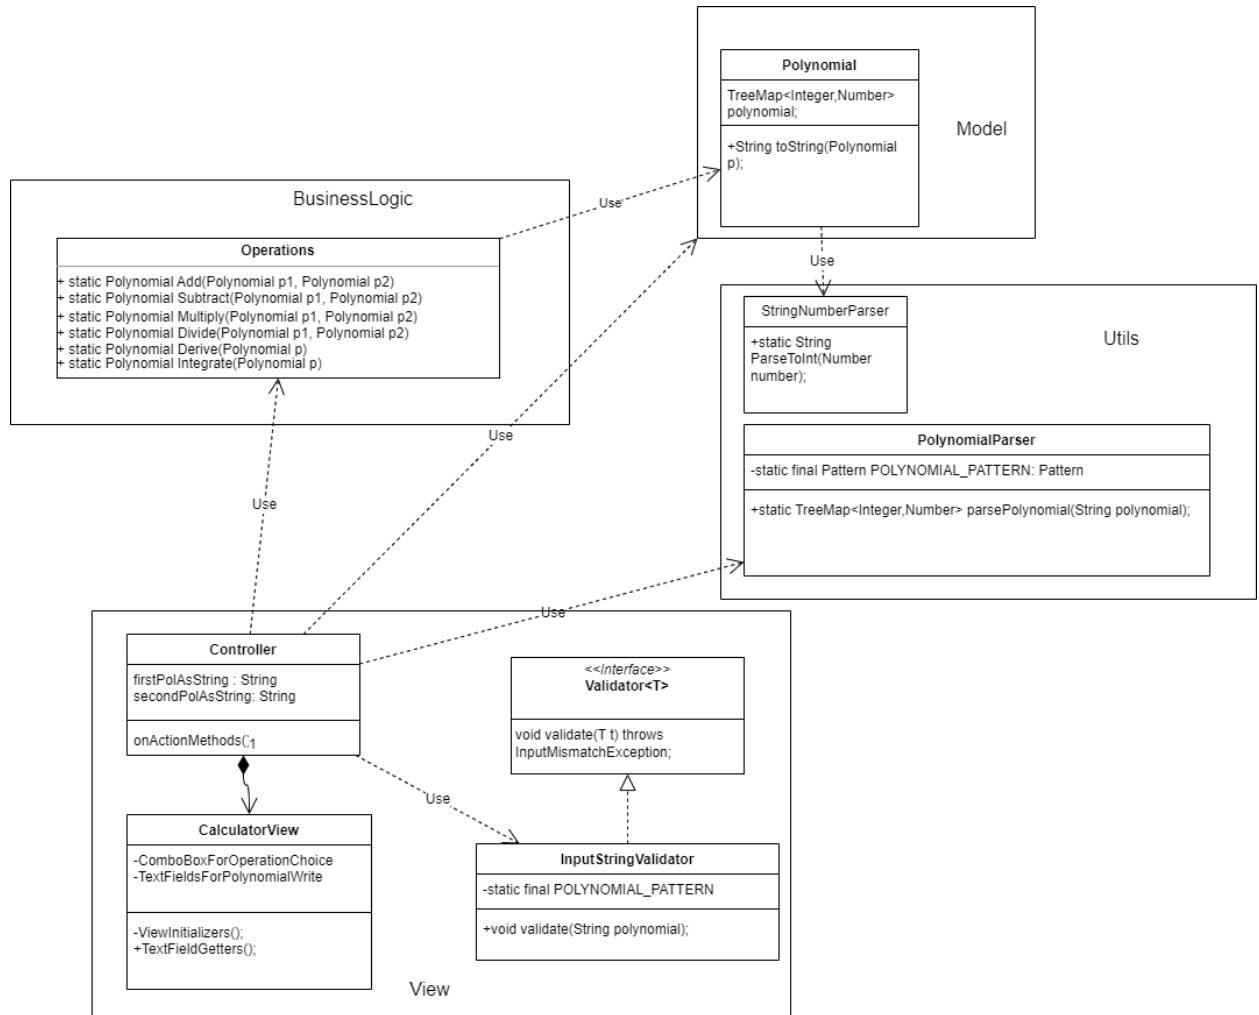 Polynomial
TreeMap<Integer,Number>
polynomial;
+String toString(Polynomial
p);
Model
Use
BusinessLogic
Operations
+ static Polynomial Add(Polynomial p1, Polynomial p2)
+ static Polynomial Subtract(Polynomial p1, Polynomial p2)
+ static Polynomial Multiply(Polynomial p1, Polynomial p2)
+ static Polynomial Divide(Polynomial p1, Polynomial p2)
+ static Polynomial Derive(Polynomial p)
+ static Polynomial Integrate(Polynomial p)
Use
StringNumberParser
+static String
ParseToInt(Number
number);
Utils
Use
PolynomialParser
-static final Pattern POLYNOMIAL_PATTERN: Pattern
+static TreeMap<Integer,Number> parsePolynomial(String polynomial);
Use
Use
Controller
firstPolAsString : String
secondPolAsString: String
onActionMethods(
1
<<Interface>>
Validator<T>
void validate(T t) throws
InputMismatchException;
Use
CalculatorView
-ComboBoxForOperationChoice
-TextFieldsForPolynomialWrite
-ViewInitializers();
+TextFieldGetters();
InputStringValidator
-static final POLYNOMIAL_PATTERN
+void validate(String polynomial);
View